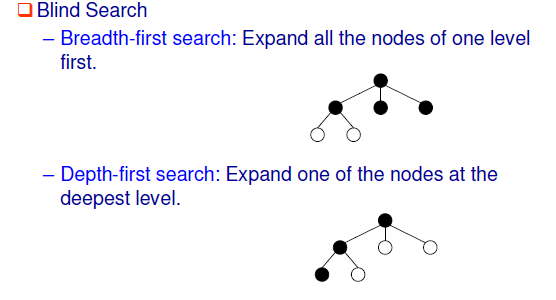 Blind Search
– Breadth-first search: Expand all the nodes of one level
first.
– Depth-first search: Expand one of the nodes at the
deepest level.